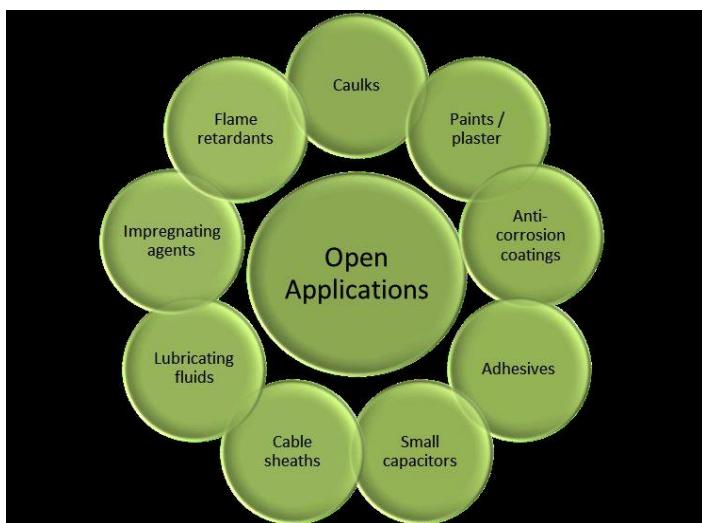 Open
Applications
Caulks
Paints /
plaster
Anti-
corrosion
coatings
Adhesives
Small
capacitors
Cable
sheaths
Lubricating
fluids
Impregnating
agents
Flame
retardants